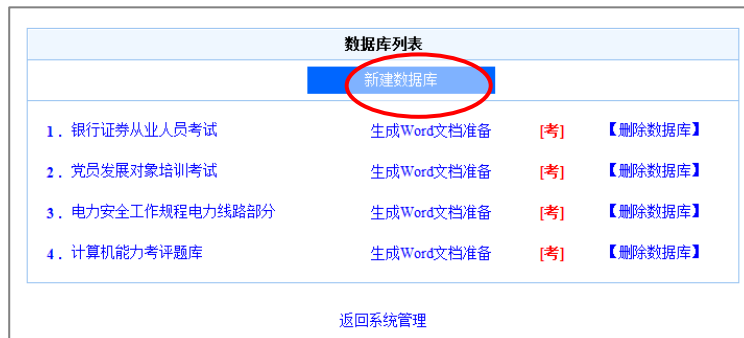 数据库列表
新建数据库
1．银行证券从业人员考试 生成Word文档准备 [考] 【删除数据库】
2．党员发展对象培训考试 生成Word文档准备 [考] 【删除数据库】
3．电力安全工作规程电力线路部分 生成Word文档准备 [考] 【删除数据库】
4．计算机能力考评题库 生成Word文档准备 [考] 【删除数据库】
返回系统管理